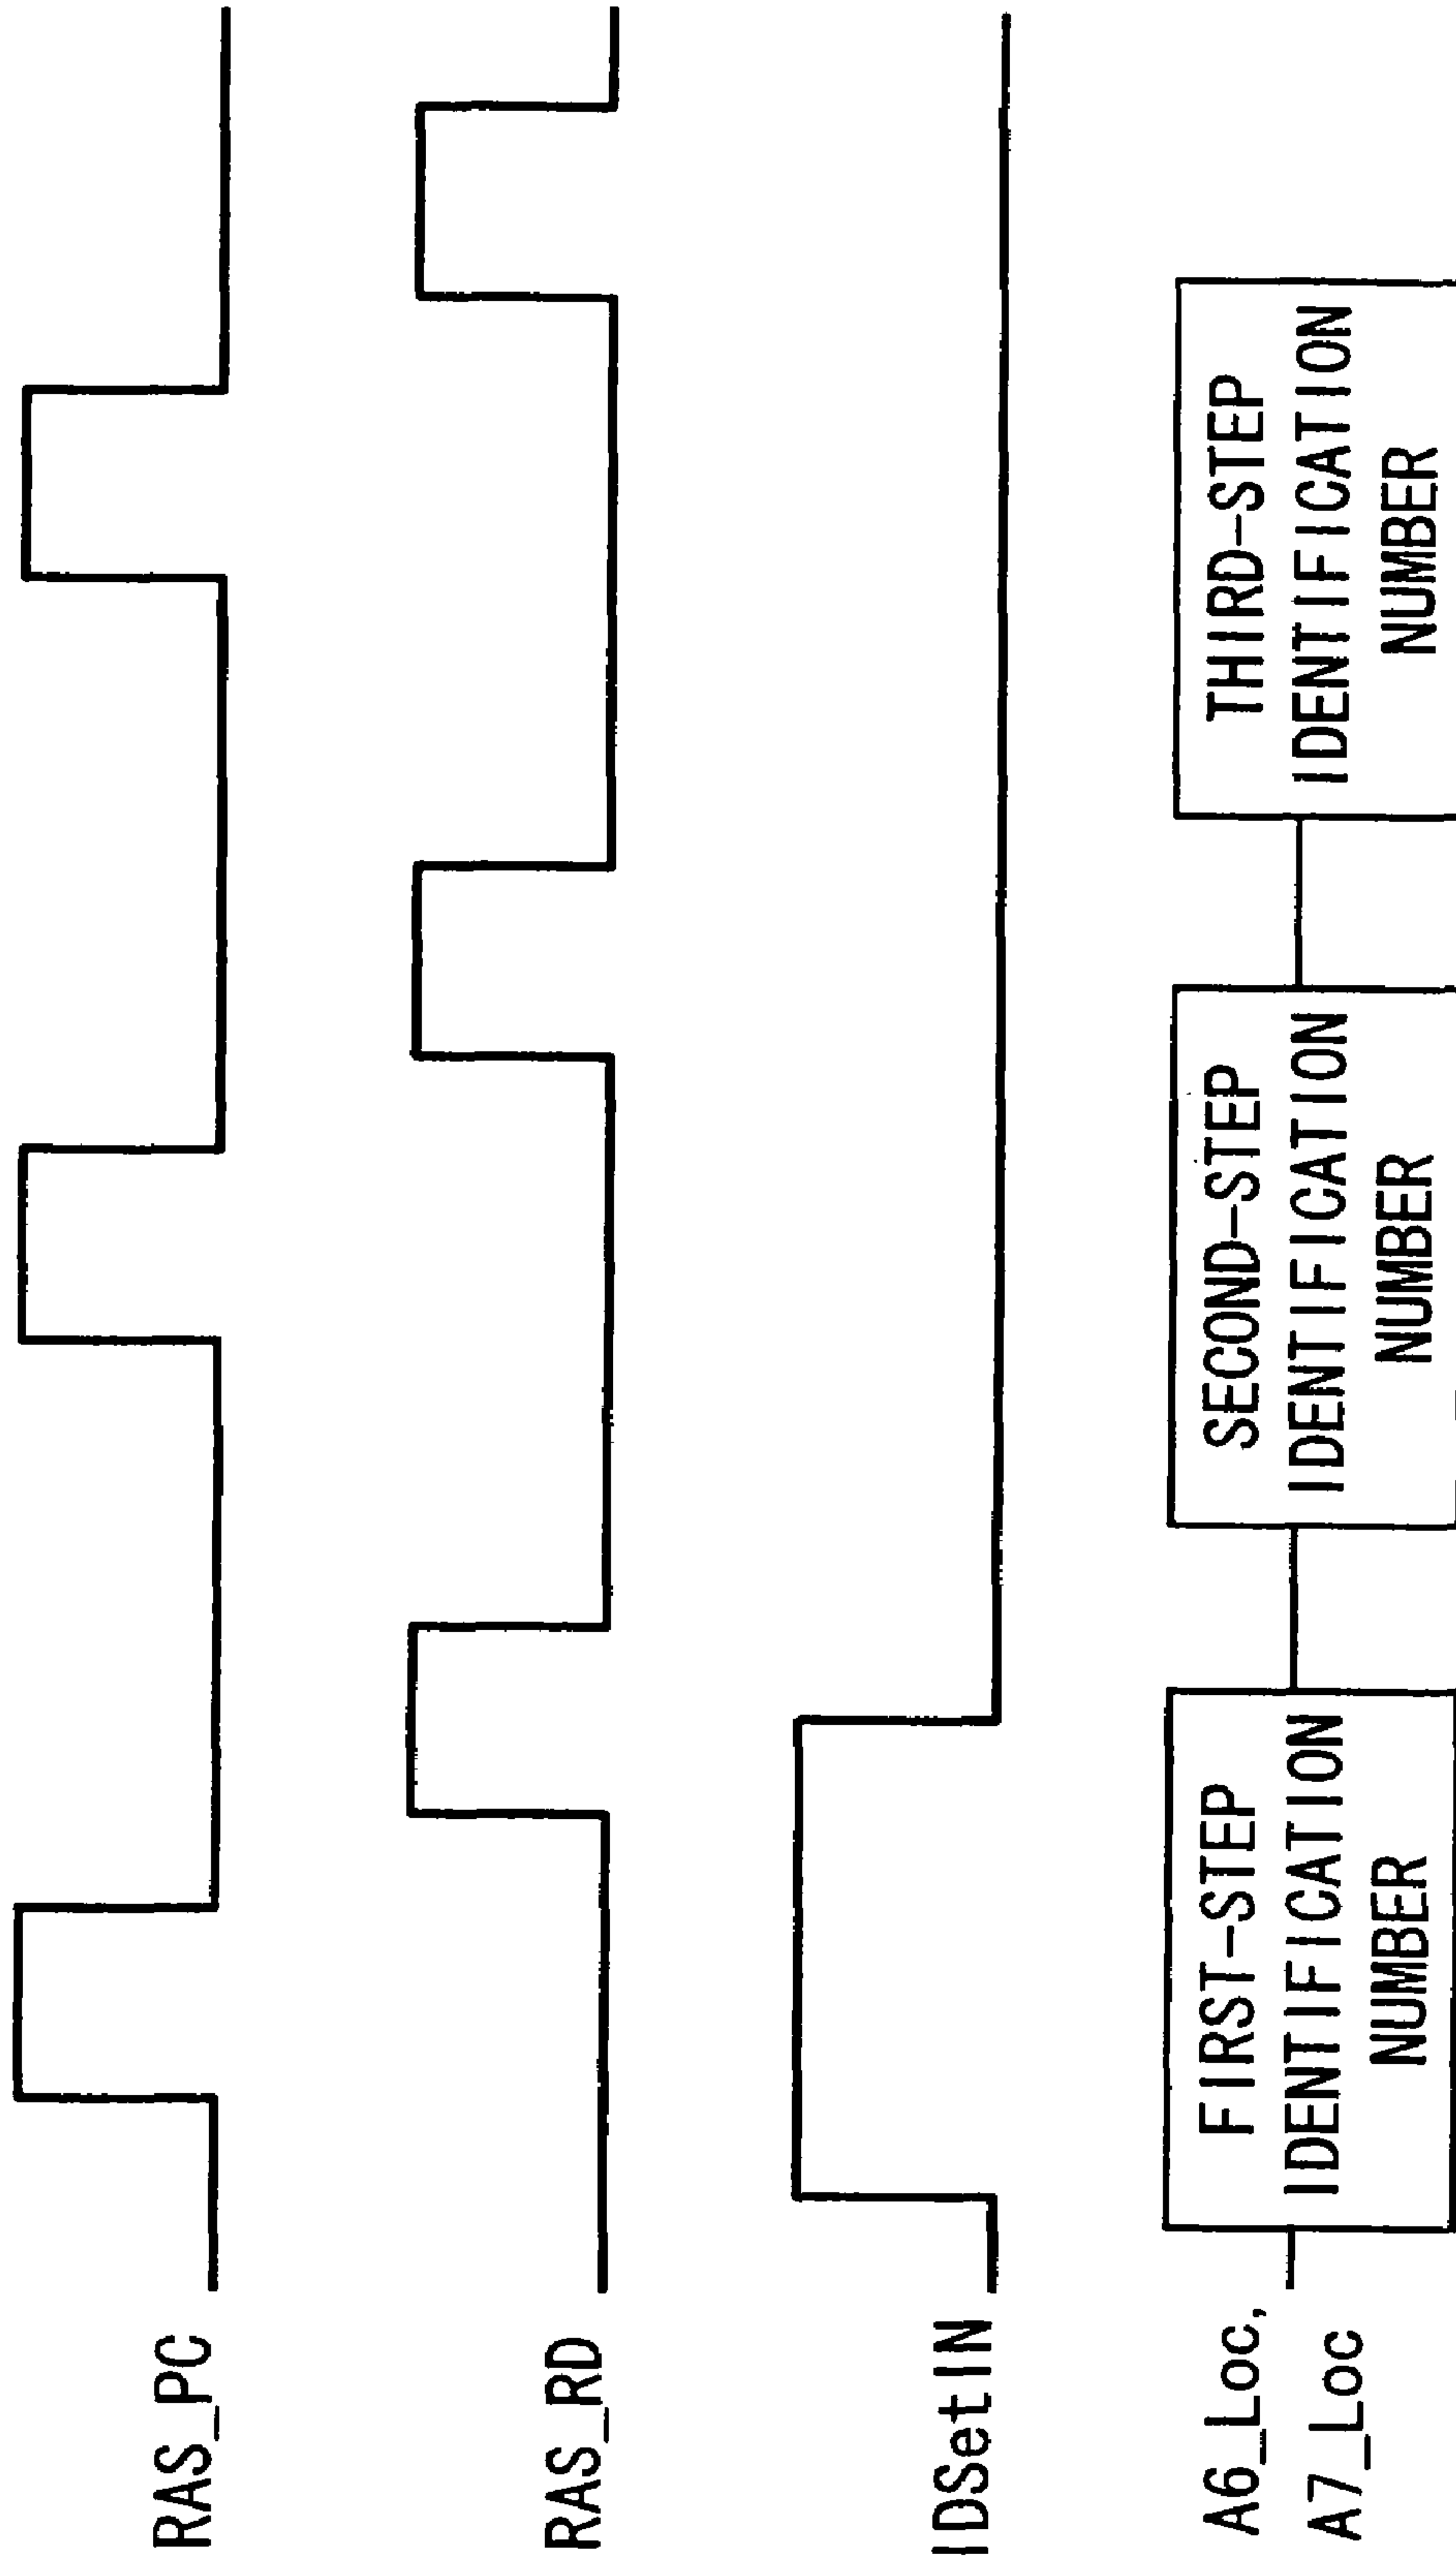 RAS_PC
RAS_RD
IDSetIN
A6_Loc,
A7_Loc
FIRST-STEP
IDENTIFICATION
NUMBER
SECOND-STEP
IDENTIFICATION
NUMBER
THIRD-STEP
IDENTIFICATION
NUMBER